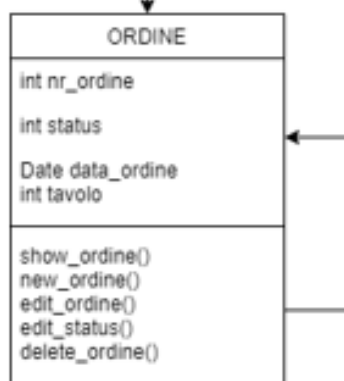 ORDINE
int nr_ordine
int status
Date data_ordine
int tavolo
show_ordine()
new_ordine()
edit_ordine()
edit_status()
delete_ordine()